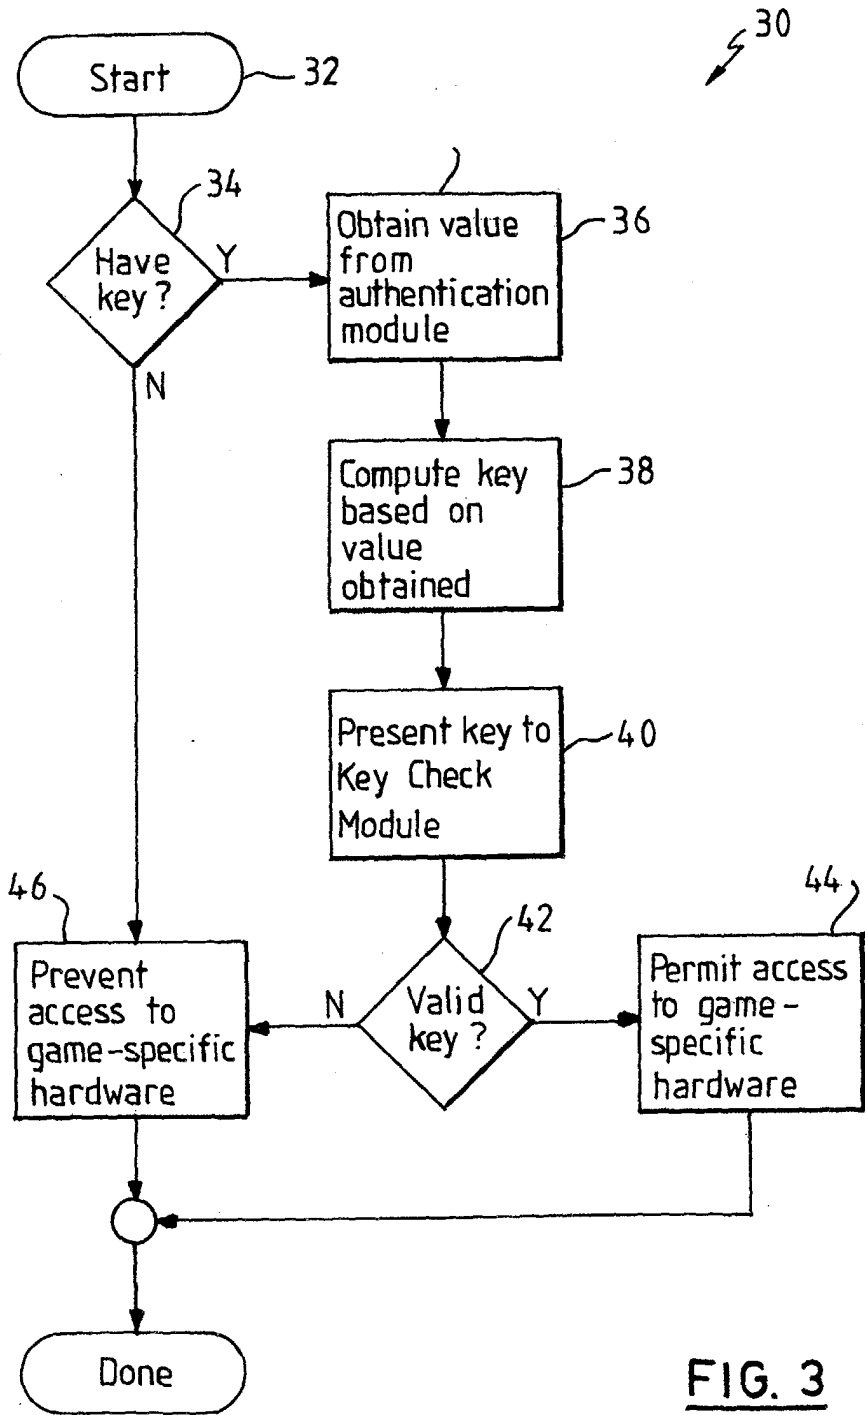 30
Start
32
34
Have
key?
Y
N
Obtain value
from
authentication
module
36
Compute key
based on
value
obtained
38
Present key to
Key Check
Module
40
42
Valid
key?
N
Y
46
Prevent
access to
game-specific
hardware
44
Permit access
to game-
specific
hardware
Done
FIG. 3